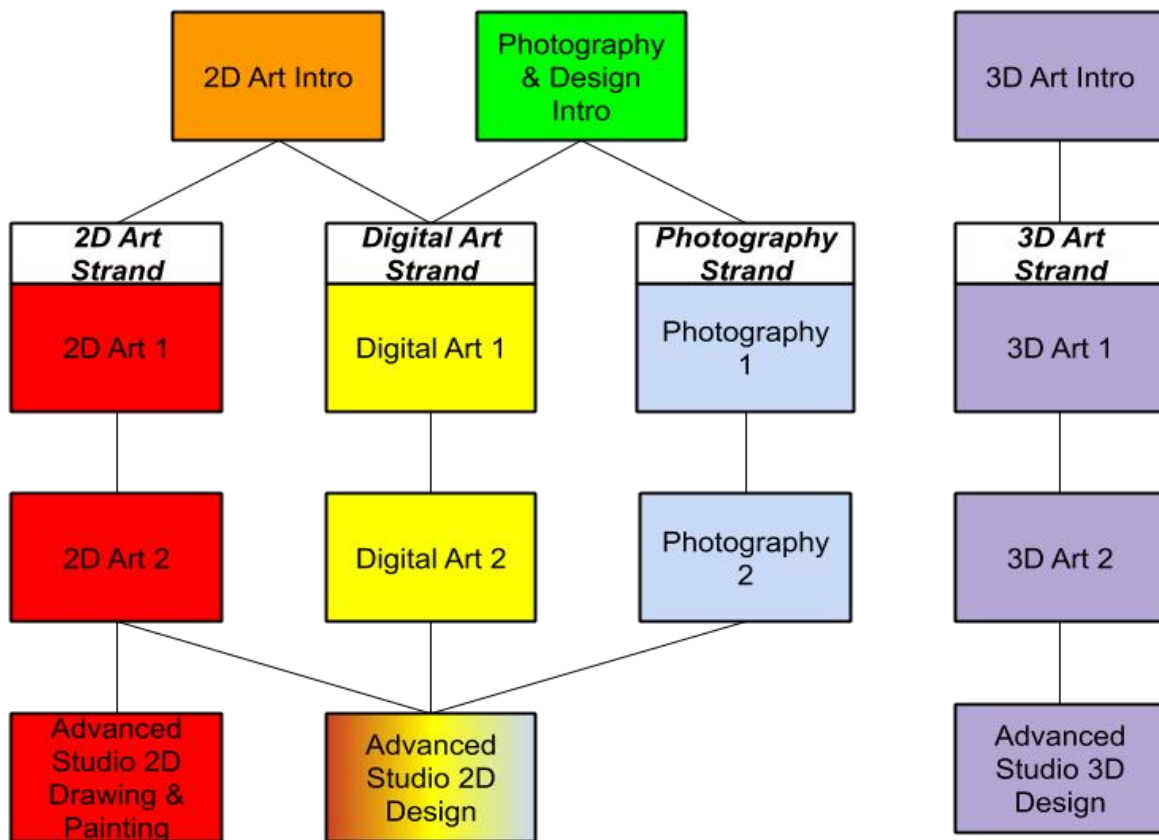 2D Art Intro
Photography
& Design
Intro
3D Art Intro
2D Art
Strand
Digital Art
Strand
Photography
Strand
3D Art
Strand
2D Art 1
Digital Art 1
Photography
1
3D Art 1
2D Art 2
Digital Art 2
Photography
2
3D Art 2
Advanced
Studio 2D
Drawing &
Painting
Advanced
Studio 2D
Design
Advanced
Studio 3D
Design